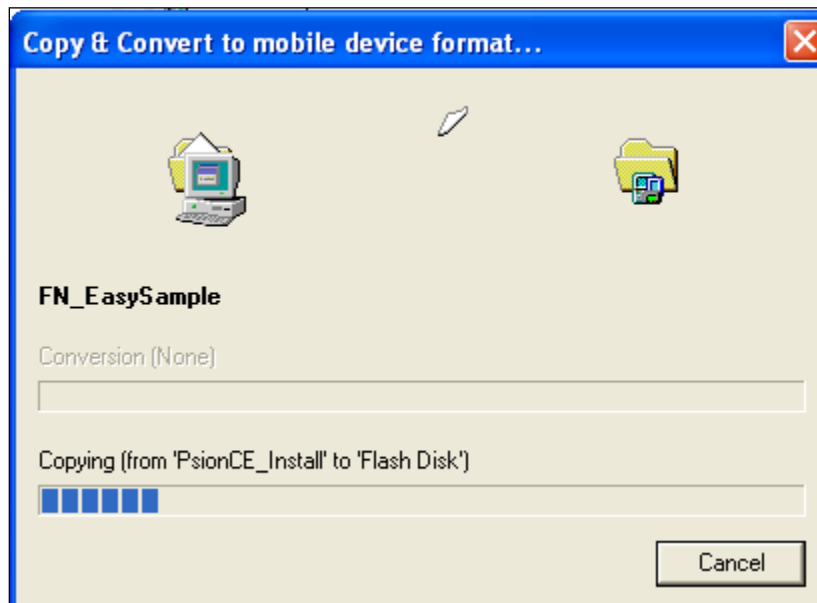 Copy & Convert to mobile device format...
FN_EasySample
Conversion (None)
Copying (from 'PsionCE_Install' to 'Flash Disk')
Cancel